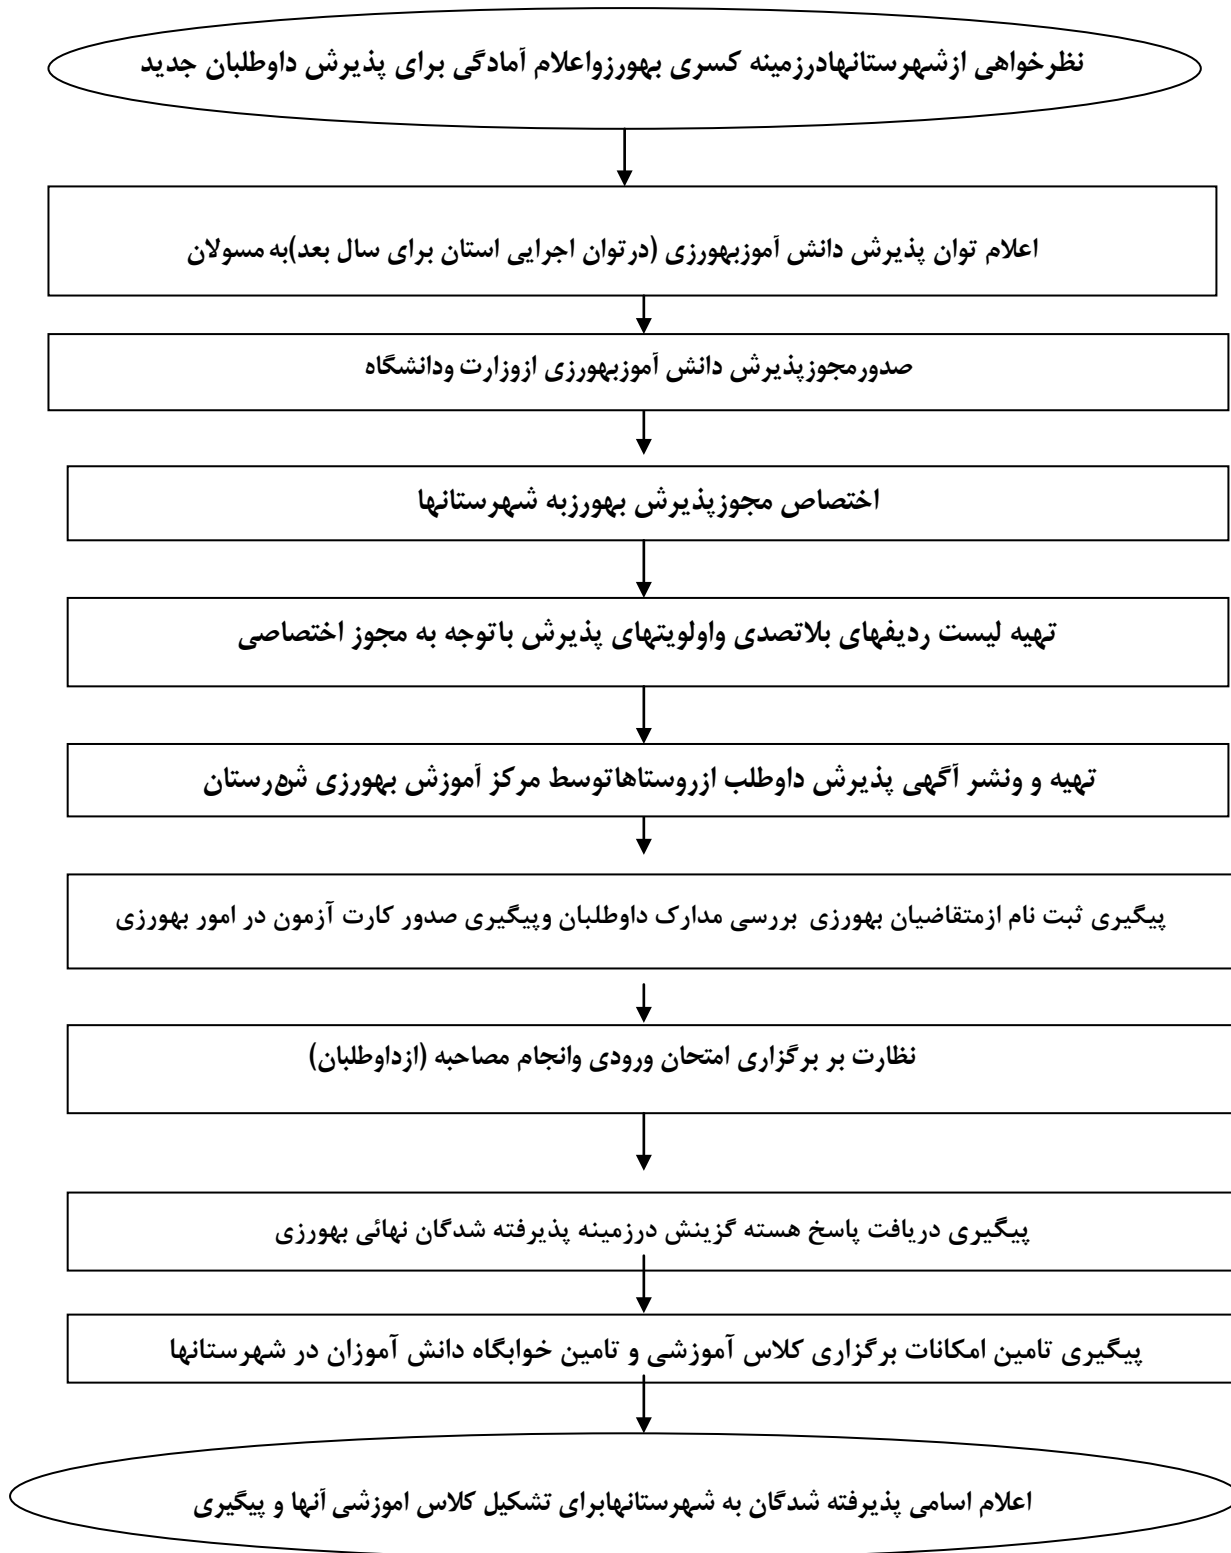 نظرخواهی ازشهرستانهادرزمینه کسری بهورزواعلام آمادگی برای پذیرش داوطلبان جدید
اعلام توان پذیرش دانش آموزبهورزی (درتوان اجرایی استان برای سال بعد)به مسولان
صدورمجوزپذیرش دانش آموزبهورزی ازوزارت ودانشگاه
اختصاص مجوزپذیرش بهورزبه شهرستانها
تهیه لیست ردیفهای بلاتصدی واولویتهای پذیرش باتوجه به مجوز اختصاصی
تهیه و ونشر آگهی پذیرش داوطلب ازروستاهاتوسط مرکز آموزش بهورزی شهرستان
پیگیری ثبت نام ازمتقاضیان بهورزی بررسی مدارک داوطلبان وپیگیری صدور کارت آزمون در امور بهورزی
نظارت بر برگزاری امتحان ورودی وانجام مصاحبه (ازداوطلبان)
پیگیری دریافت پاسخ هسته گزینش درزمینه پذیرفته شدگان نهائی بهورزی
پیگیری تامین امکانات برگزاری کلاس آموزشی و تامین خوابگاه دانش آموزان در شهرستانها
اعلام اسامی پذیرفته شدگان به شهرستانهابرای تشکیل کلاس اموزشی آنها و پیگیری